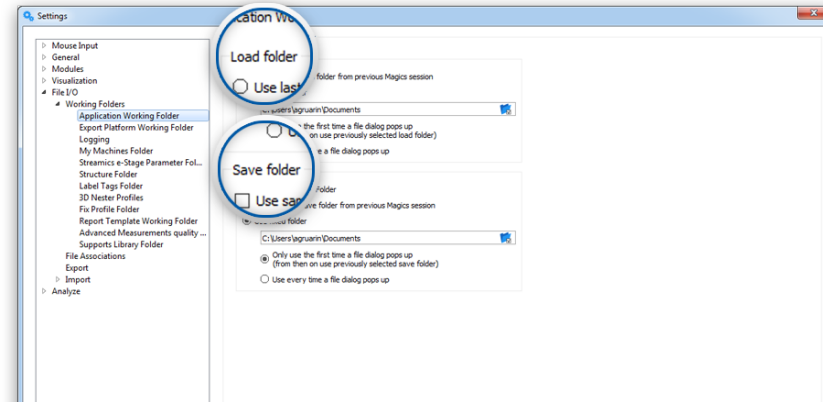 Settings
Mouse Input
General
Modules
Visualization
File I/O
Working Folders
Application Working Folder
Export Platform Working Folder
Logging
My Machines Folder
Streamics e-Stage Parameter Fol...
Structure Folder
Label Tags Folder
3D Nester Profiles
Fix Profile Folder
Report Template Working Folder
Advanced Measurements quality ...
Supports Library Folder
File Associations
Export
Import
Analyze
Load folder
Use last
folder from previous Magics session
C:\Users\agruarin\Documents
the first time a file dialog pops up
on use previously selected load folder)
e a file dialog pops up
Save folder
folder
ve folder from previous Magics session
folder
C:\Users\agruarin\Documents
Only use the first time a file dialog pops up
(from then on use previously selected save folder)
Use every time a file dialog pops up